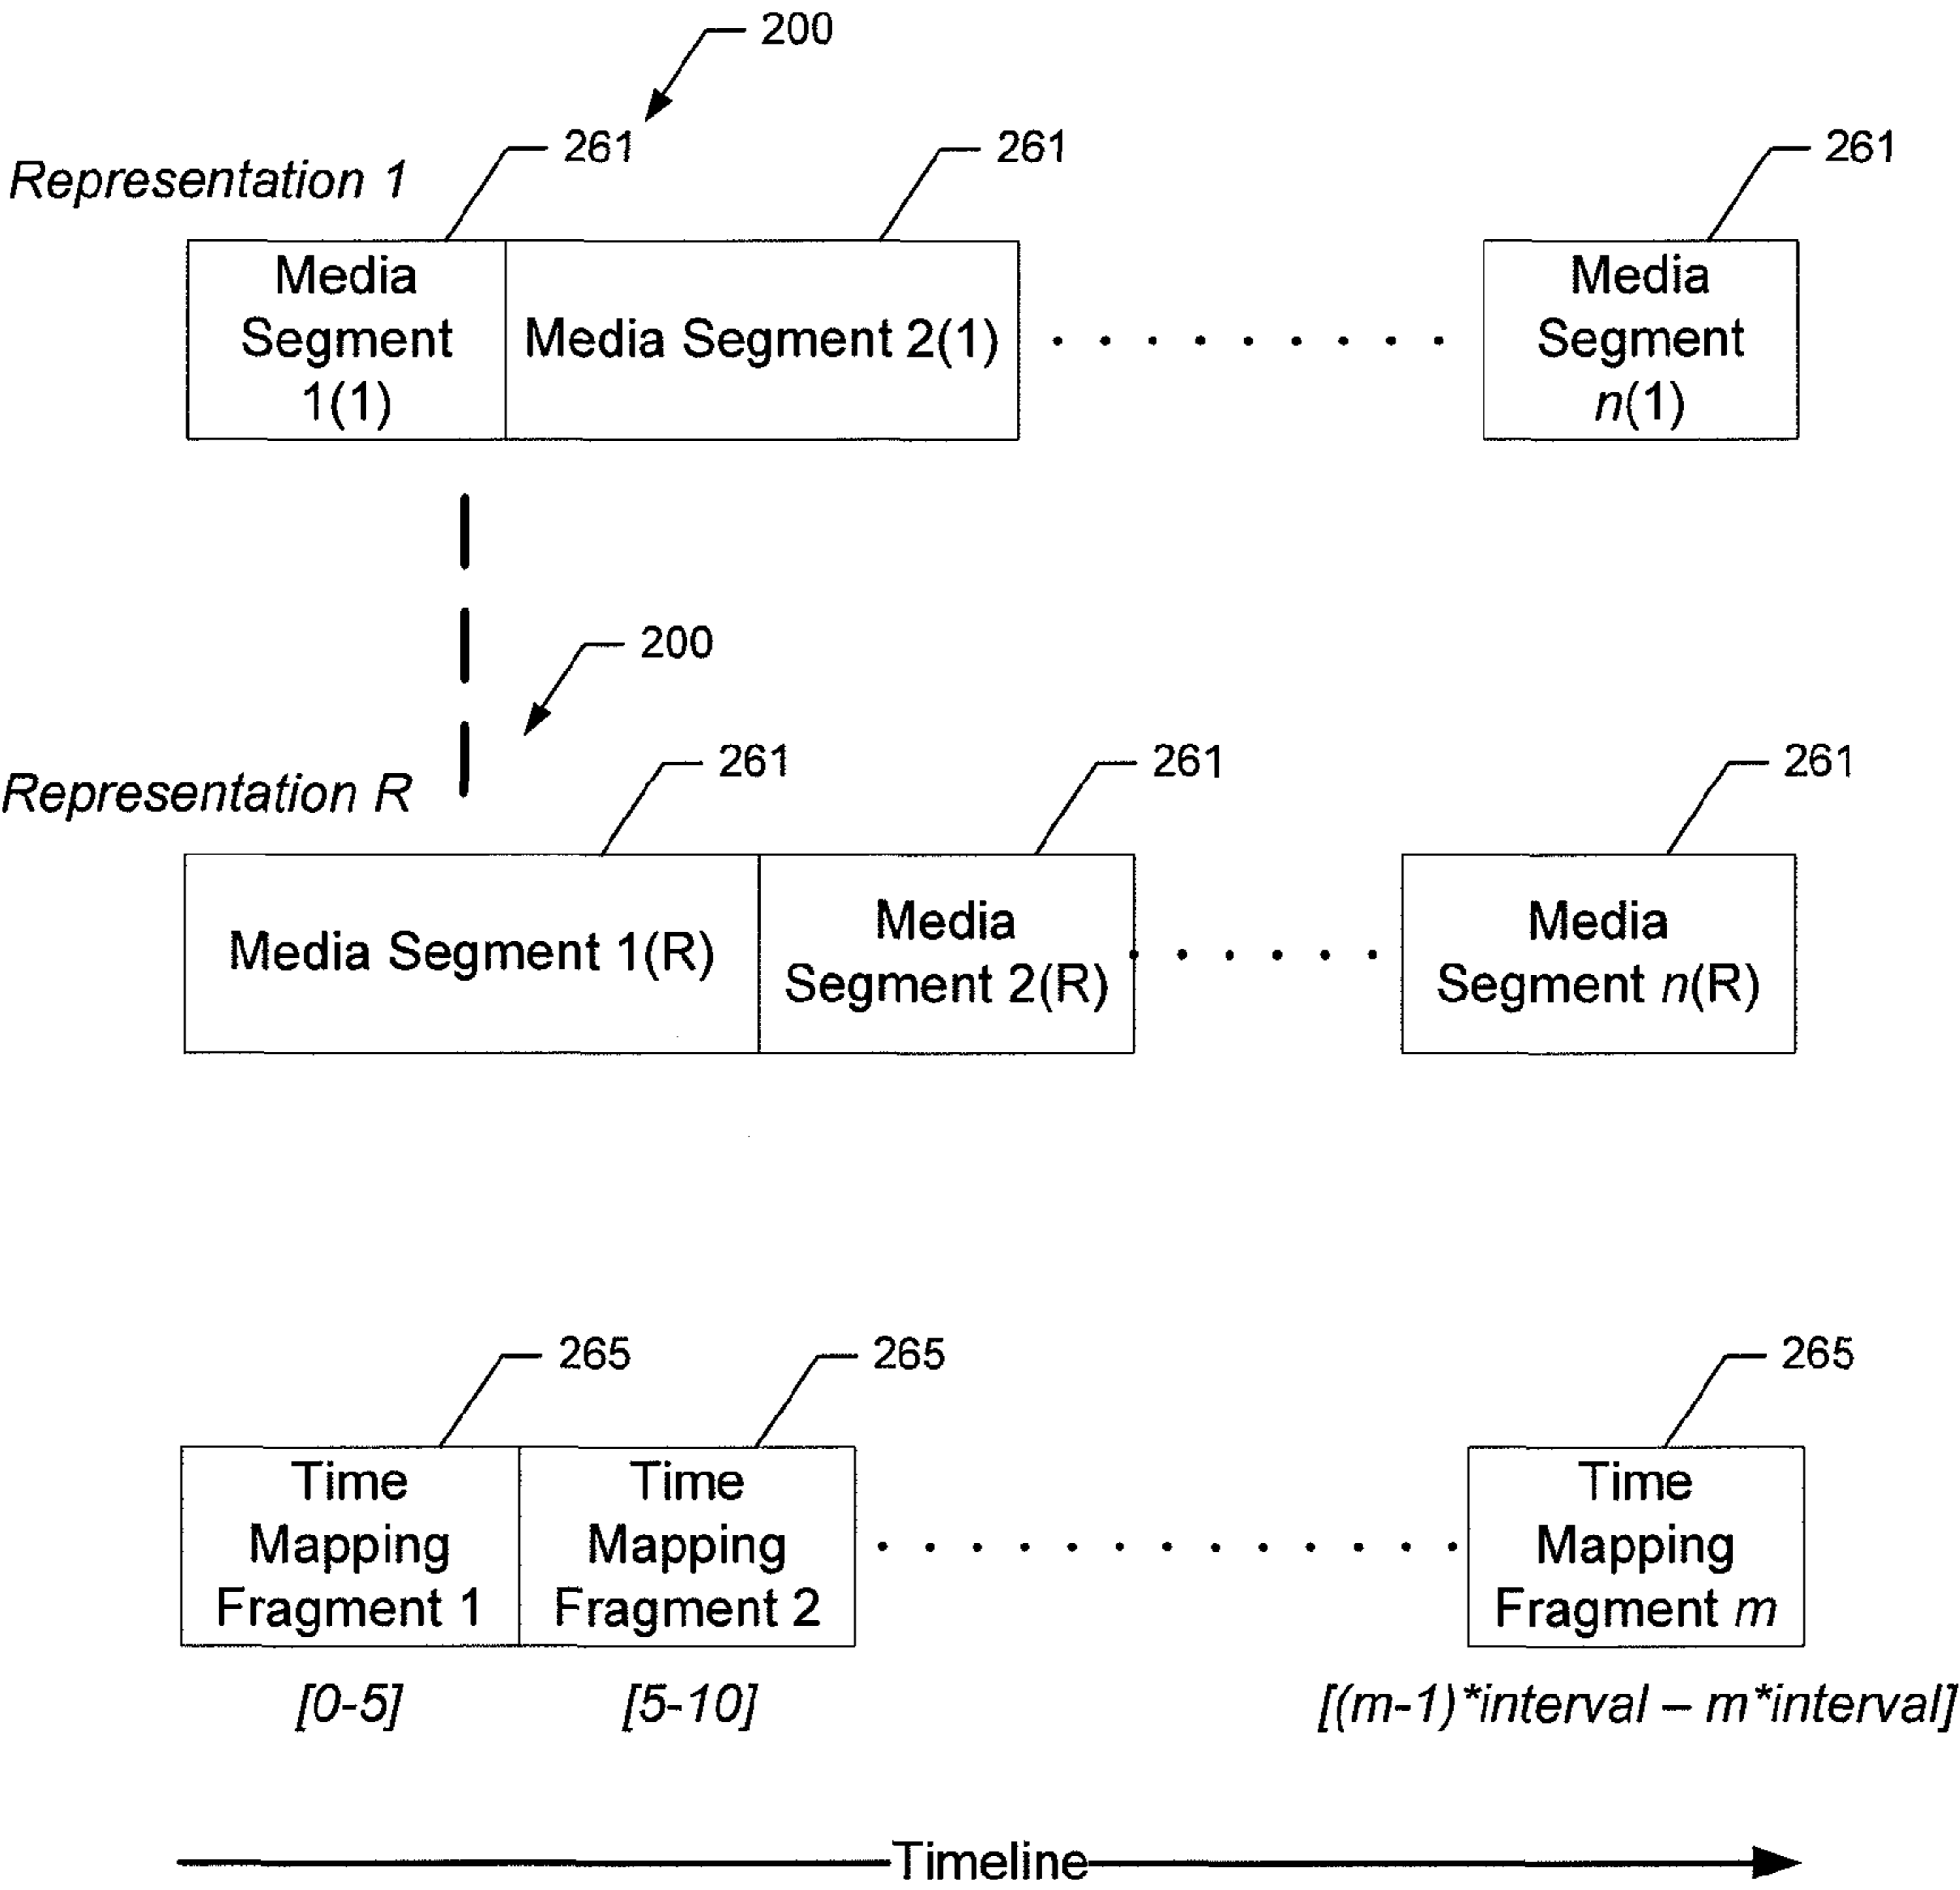 200
261
261
261
Representation 1
Media
Segment
1(1)
Media Segment 2(1)
Media
Segment
n(1)
200
261
261
261
Representation R
Media Segment 1(R)
Media
Segment 2(R)
Media
Segment n(R)
265
265
265
Time
Mapping
Fragment 1
Time
Mapping
Fragment 2
Time
Mapping
Fragment m
[0-5]
[5-10]
[(m-1)*interval – m*interval]
Timeline